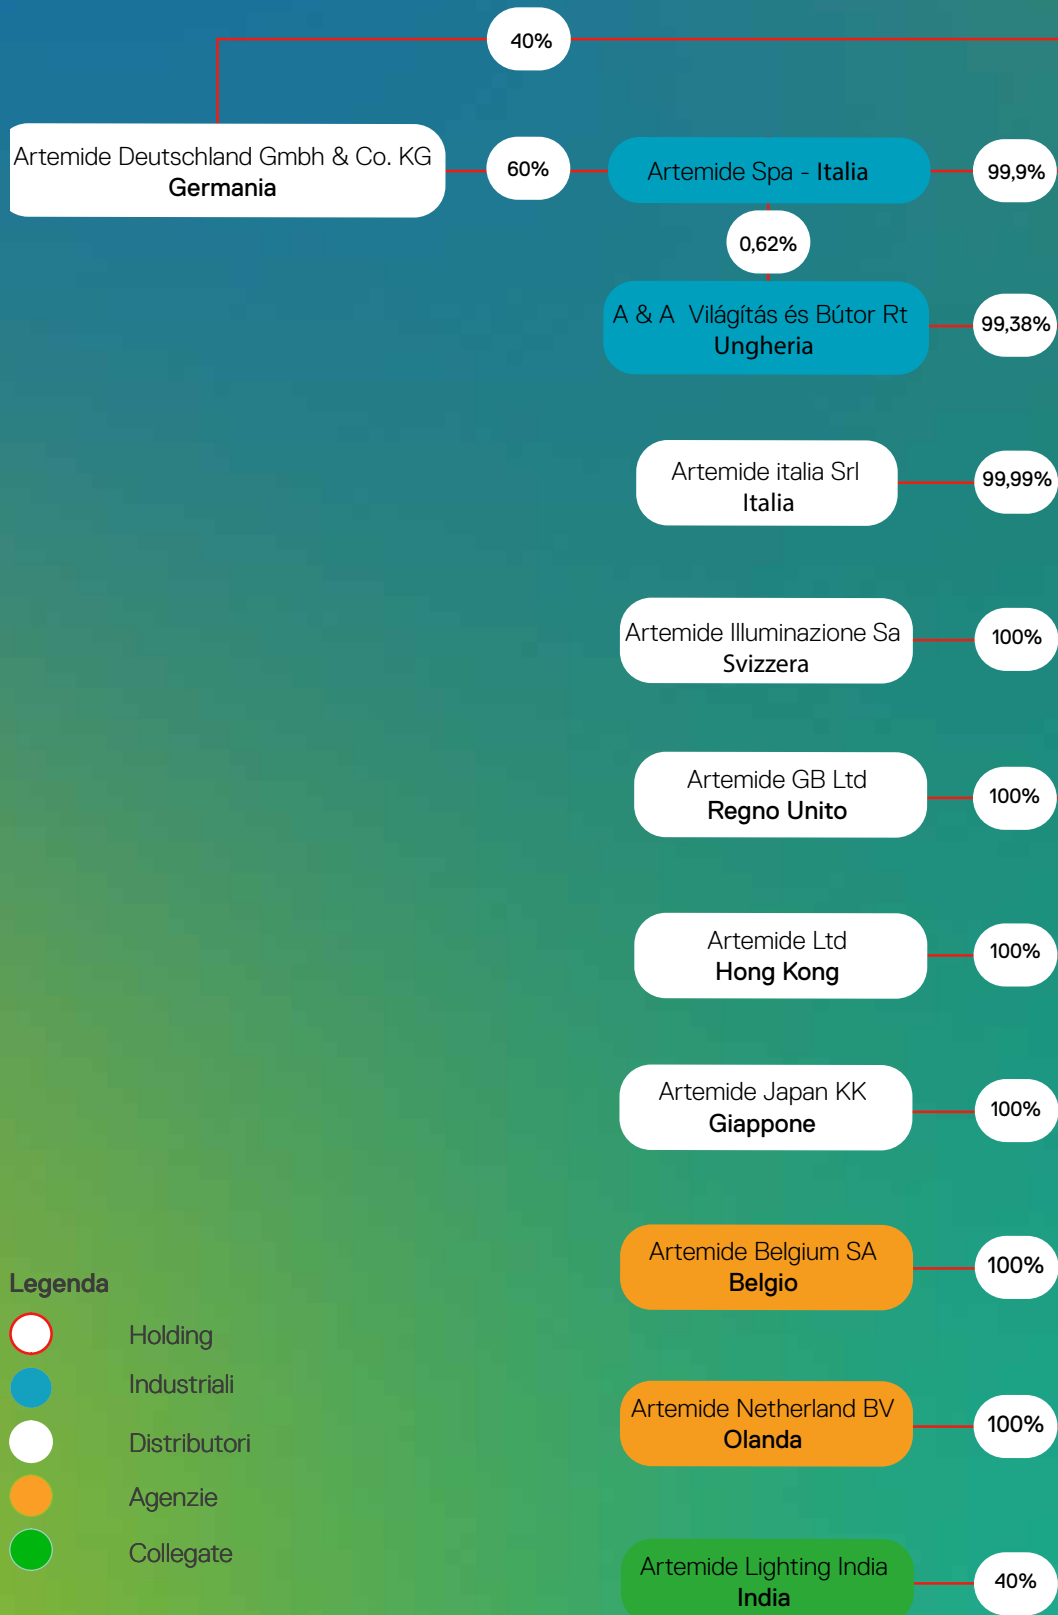 40%
Artemide Deutschland Gmbh & Co. KG
Germania
60%
Artemide Spa - Italia
99,9%
0,62%
A & A Világítás és Bútor Rt
Ungheria
99,38%
Artemide italia Srl
Italia
99,99%
Artemide Illuminazione Sa
Svizzera
100%
Artemide GB Ltd
Regno Unito
100%
Artemide Ltd
Hong Kong
100%
Artemide Japan KK
Giappone
100%
Artemide Belgium SA
Belgio
100%
Artemide Netherland BV
Olanda
100%
Artemide Lighting India
India
40%
Legenda
Holding
Industriali
Distributori
Agenzie
Collegate